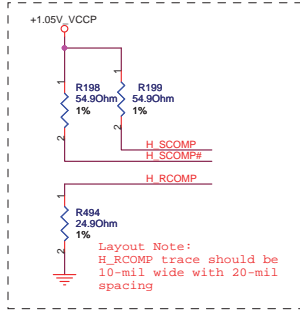 +1.05V_VCCP
1
1
R198
R199
54.9Ohm
54.9Ohm
1%
1%
2
2
H_SCOMP
H_SCOMP#
H_RCOMP
1
R494
24.9Ohm
1%
2
Layout Note:
H_RCOMP trace should be
10-mil wide with 20-mil
spacing